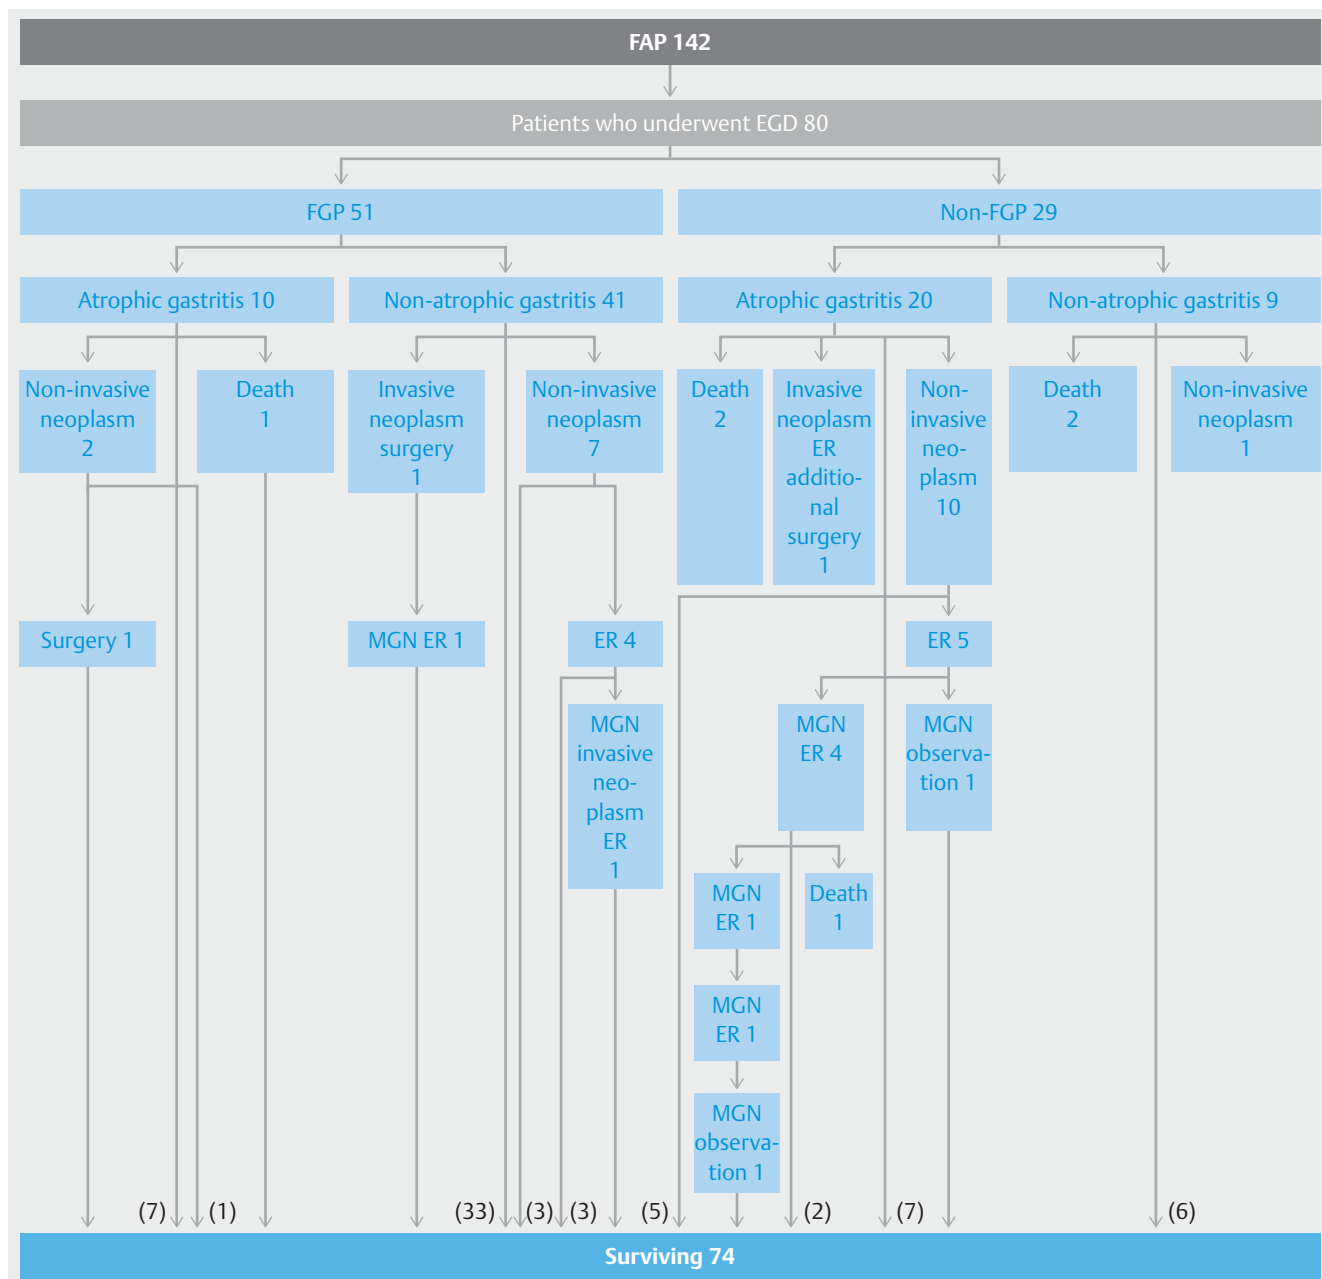 FAP 142
Patients who underwent EGD 80
FGP 51
Non-FGP 29
Atrophic gastritis 10
Non-atrophic gastritis 41
Atrophic gastritis 20
Non-atrophic gastritis 9
Non-invasive
neoplasm
2
Death
1
Invasive
neoplasm
surgery
1
Non-invasive
neoplasm
7
Death
2
Invasive
neoplasm
ER
additio-
nal
surgery
1
Non-
invasive
neo-
plasm
10
Death
2
Non-invasive
neoplasm
1
Surgery 1
MGN ER 1
ER 4
ER 5
MGN
invasive
neo-
plasm
ER
1
MGN
ER 4
MGN
observa-
tion 1
MGN
ER 1
Death
1
MGN
ER 1
MGN
observa-
tion 1
(7)
(1)
(33)
(3)
(3)
(5)
(2)
(7)
(6)
Surviving 74